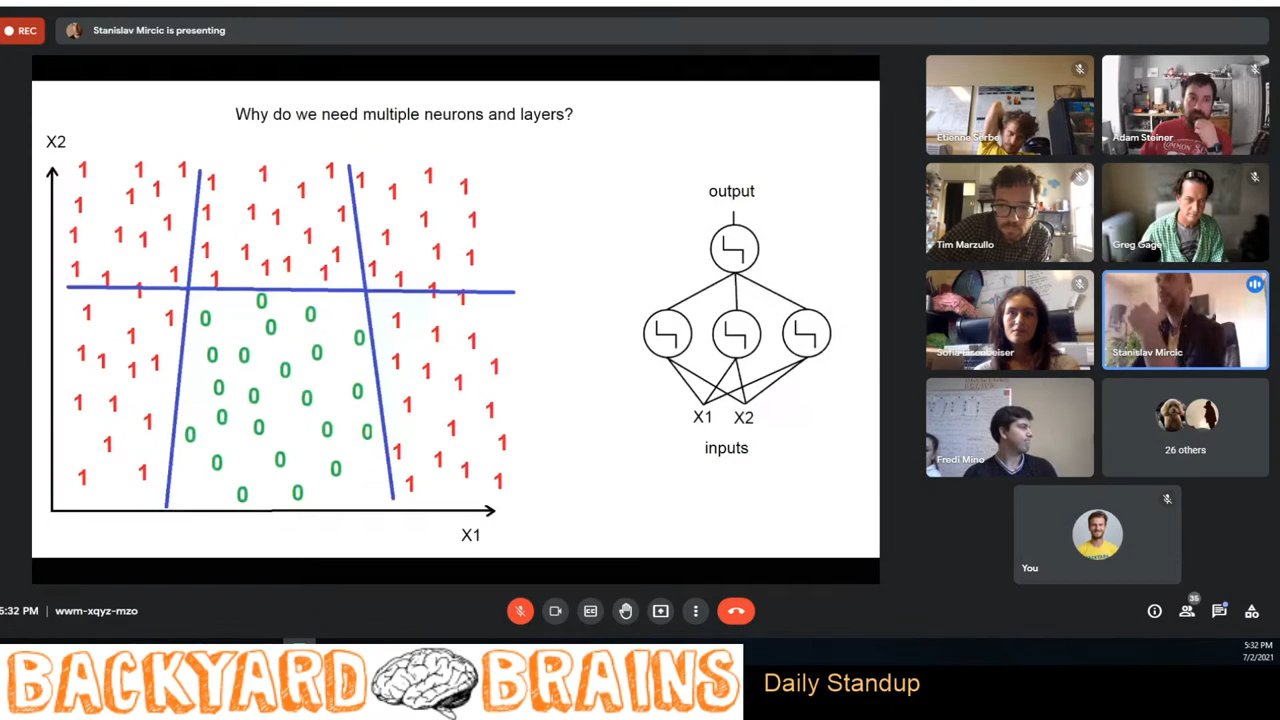 REC
Stanislav Mircic is presenting
Why do we need multiple neurons and layers?
X2
X1
output
X1 X2
inputs
Etienne Serbe
Adam Steiner
Tim Marzullo
Greg Gage
Stanislav Mircic
Fredi Mino
26 others
You
5:32 PM | wwm-xqyz-mzo
35
5:32 PM
7/2/2021
BACKYARD BRAINS
Daily Standup